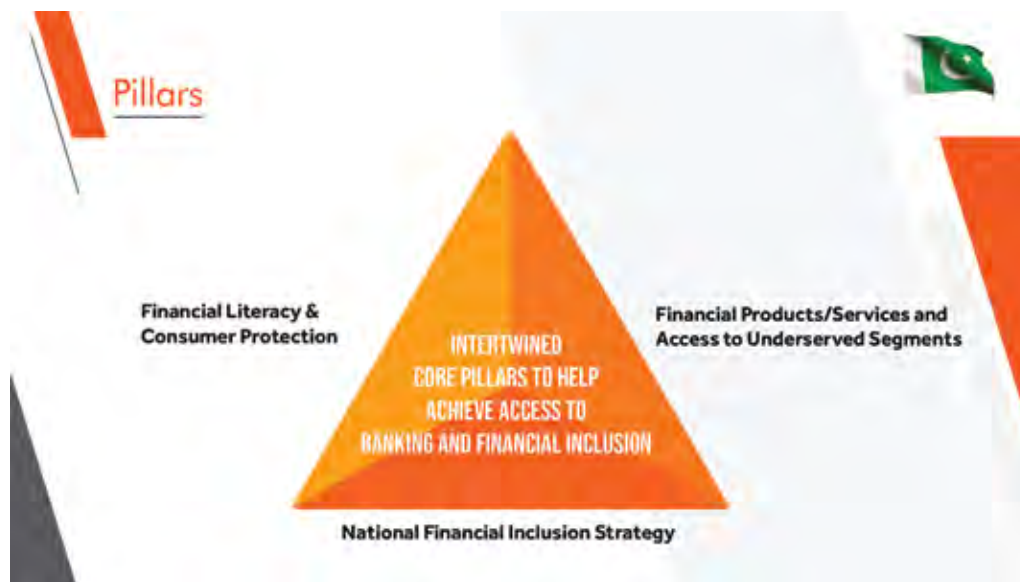 Pillars
Financial Literacy &
Consumer Protection
Financial Products/Services and
Access to Underserved Segments
INTERTWINED
CORE PILLARS TO HELP
ACHIEVE ACCESS TO
BANKING AND FINANCIAL INCLUSION
National Financial Inclusion Strategy